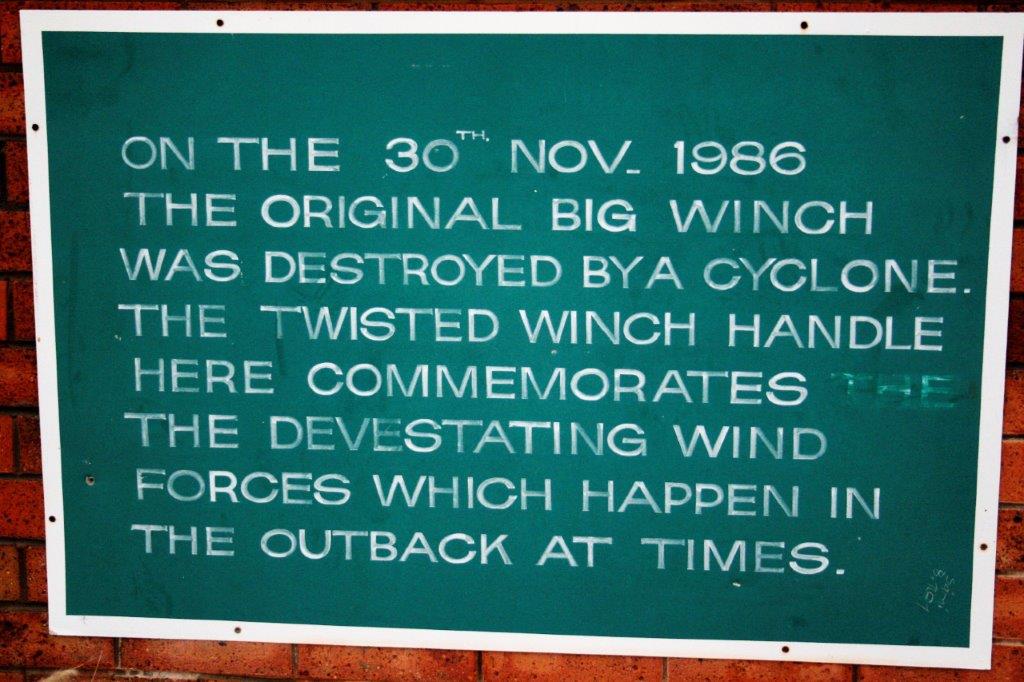 ON THE 30TH. NOV. 1986
THE ORIGINAL BIG WINCH
WAS DESTROYED BY A CYCLONE.
THE TWISTED WINCH HANDLE
HERE COMMEMORATES THE
THE DEVESTATING WIND
FORCES WHICH HAPPEN IN
THE OUTBACK AT TIMES.